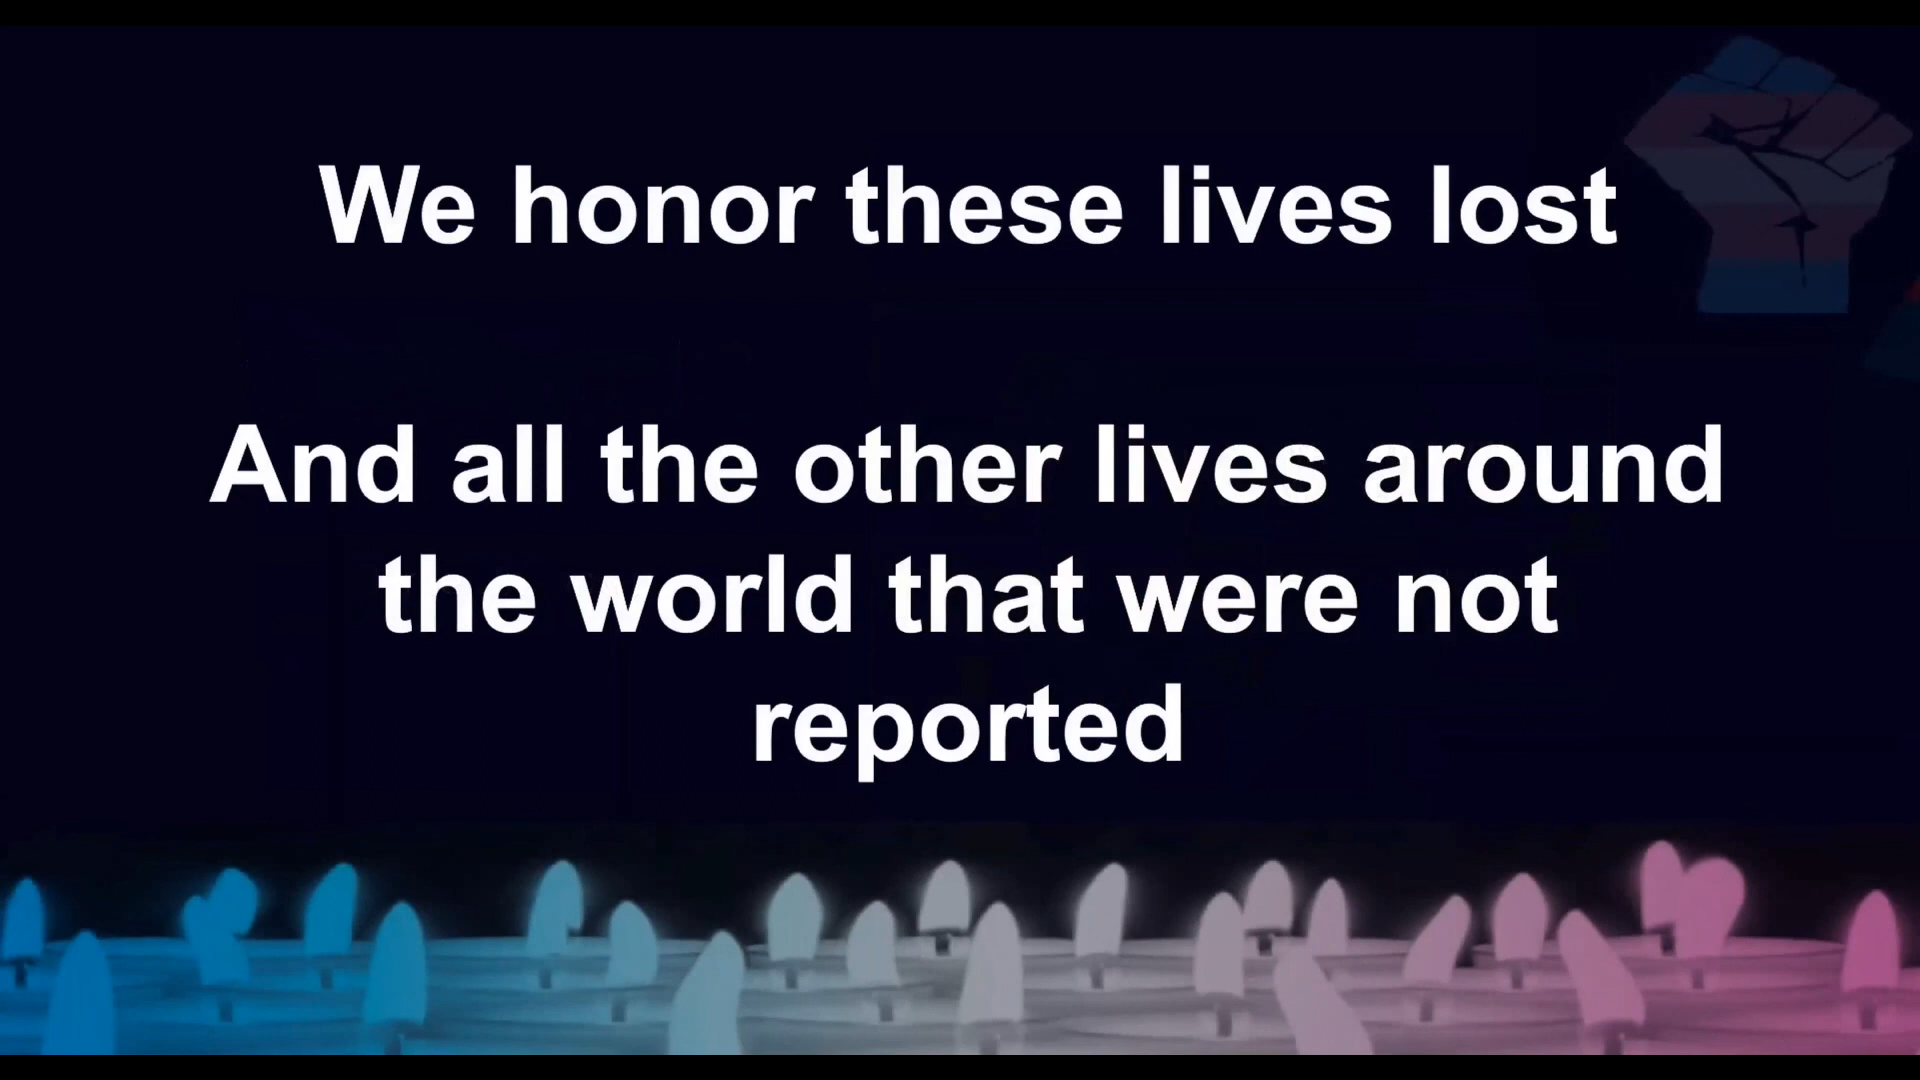 We honor these lives lost
And all the other lives around
the world that were not
reported